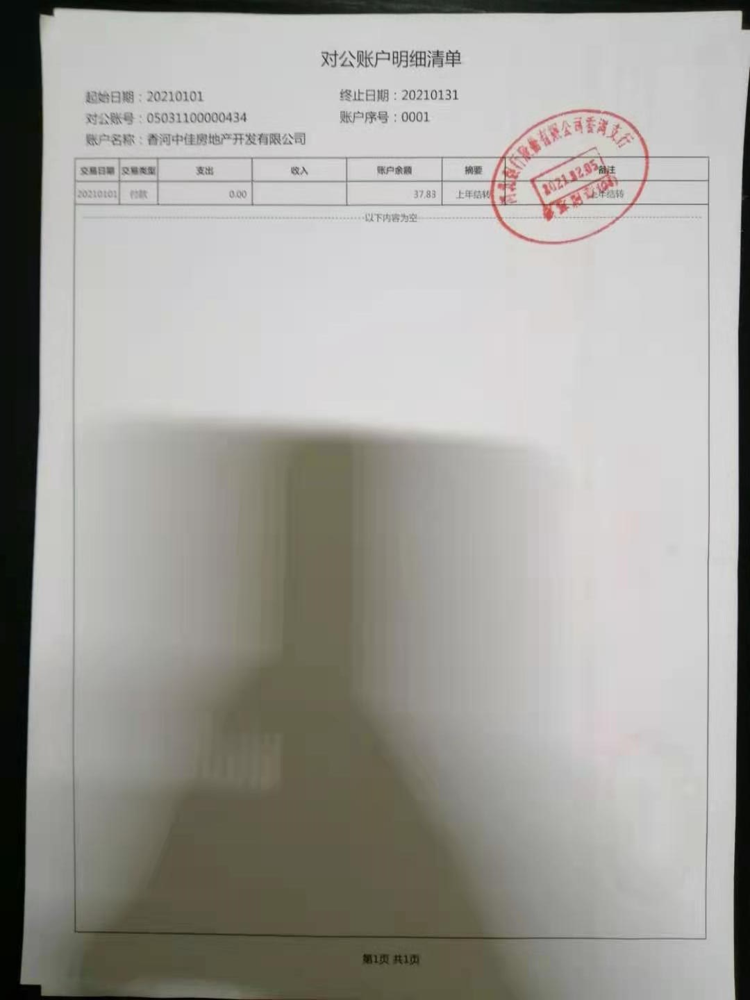 对公账户明细清单
起始日期：20210101 终止日期：20210131
对公账号：05031100000434 账户序号：0001
账户名称：香河中佳房地产开发有限公司
交易日期 交易类型 支出 收入 账户余额 摘要 备注
20210101 付款 0.00 37.83 上年结转 上年结转
以下内容为空
银行股份有限公司香河支行
2021.02.05
第1页 共1页